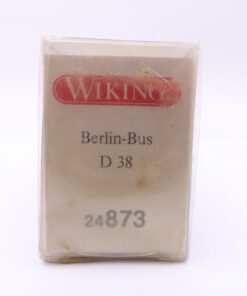 WIKING
Berlin-Bus
D 38
24873